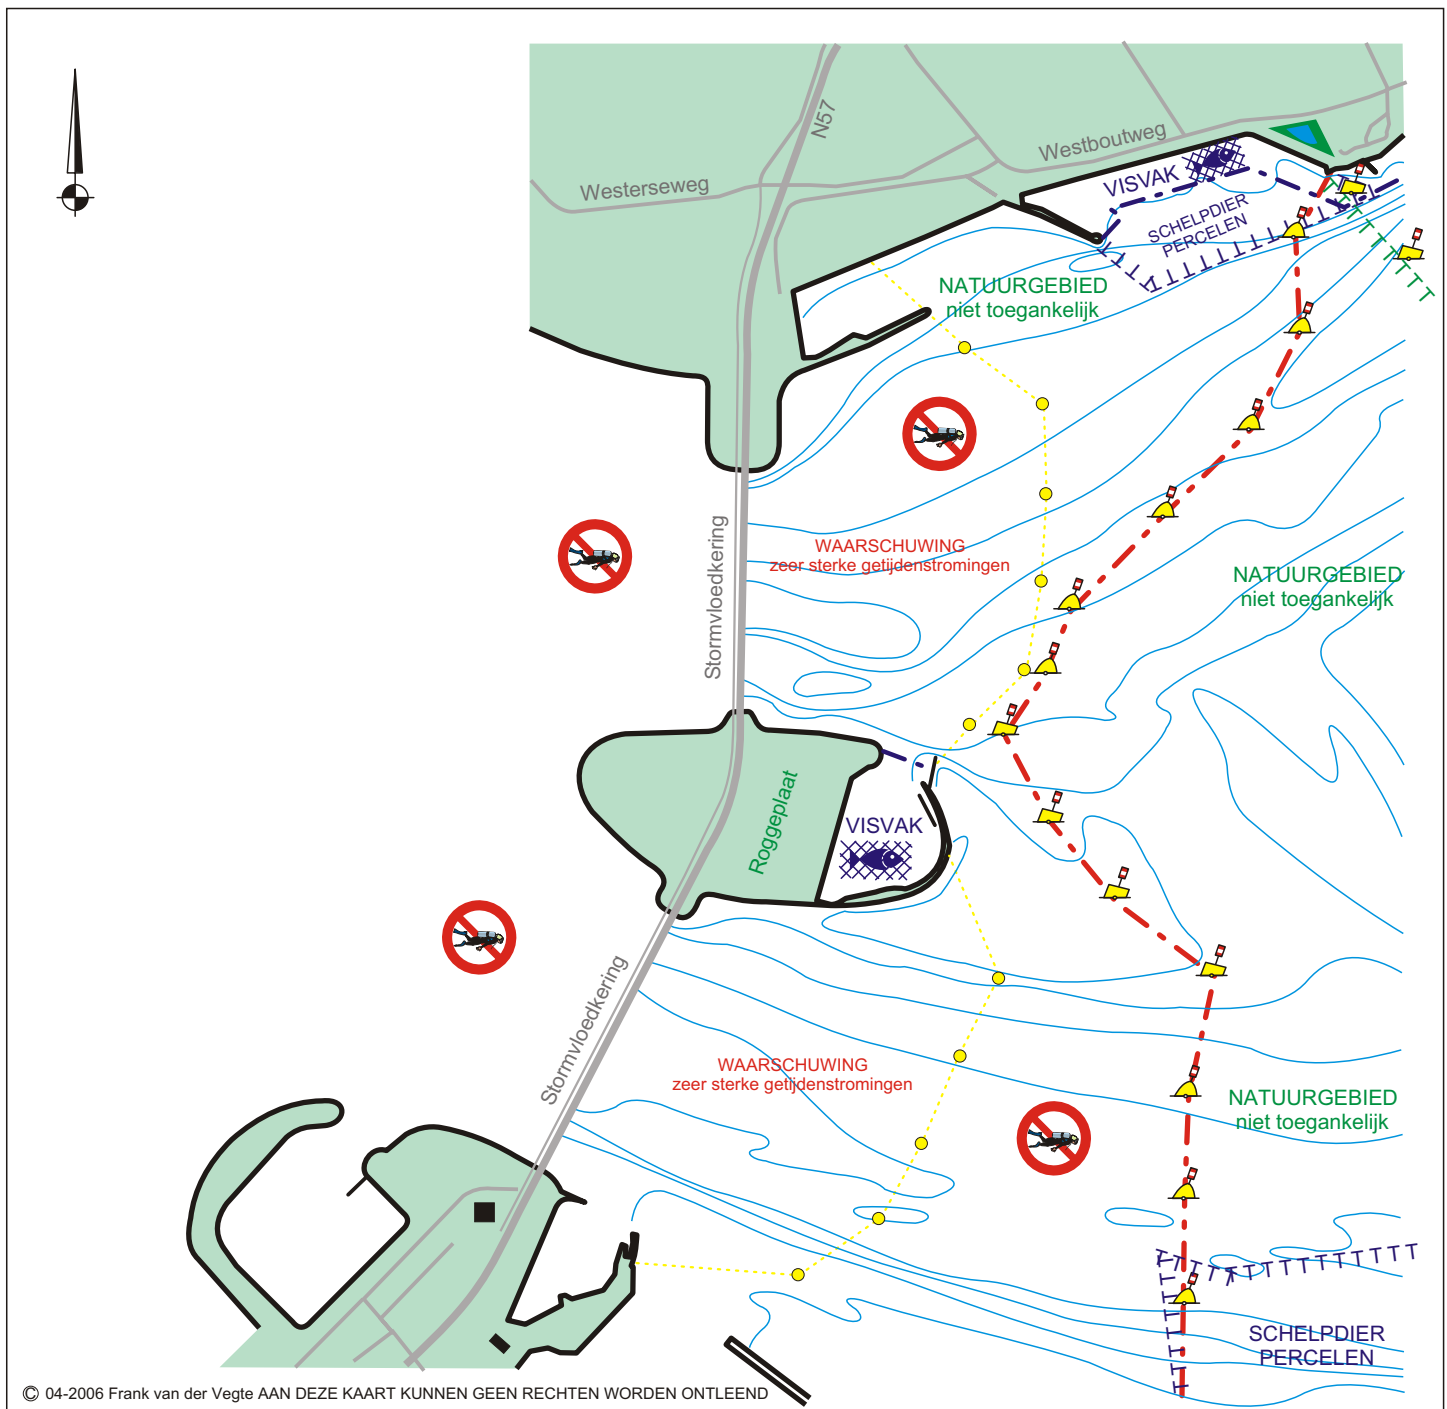 N57
Westboutweg
Westerseweg
VISVAK
SCHELPDIER
PERCELEN
NATUURGEBIED
niet toegankelijk
Stormvloedkering
WAARSCHUWING
zeer sterke getijdenstromingen
NATUURGEBIED
niet toegankelijk
Roggeplaat
VISVAK
Stormvloedkering
WAARSCHUWING
zeer sterke getijdenstromingen
NATUURGEBIED
niet toegankelijk
SCHELPDIER
PERCELEN
© 04-2006 Frank van der Vegte AAN DEZE KAART KUNNEN GEEN RECHTEN WORDEN ONTLEEND